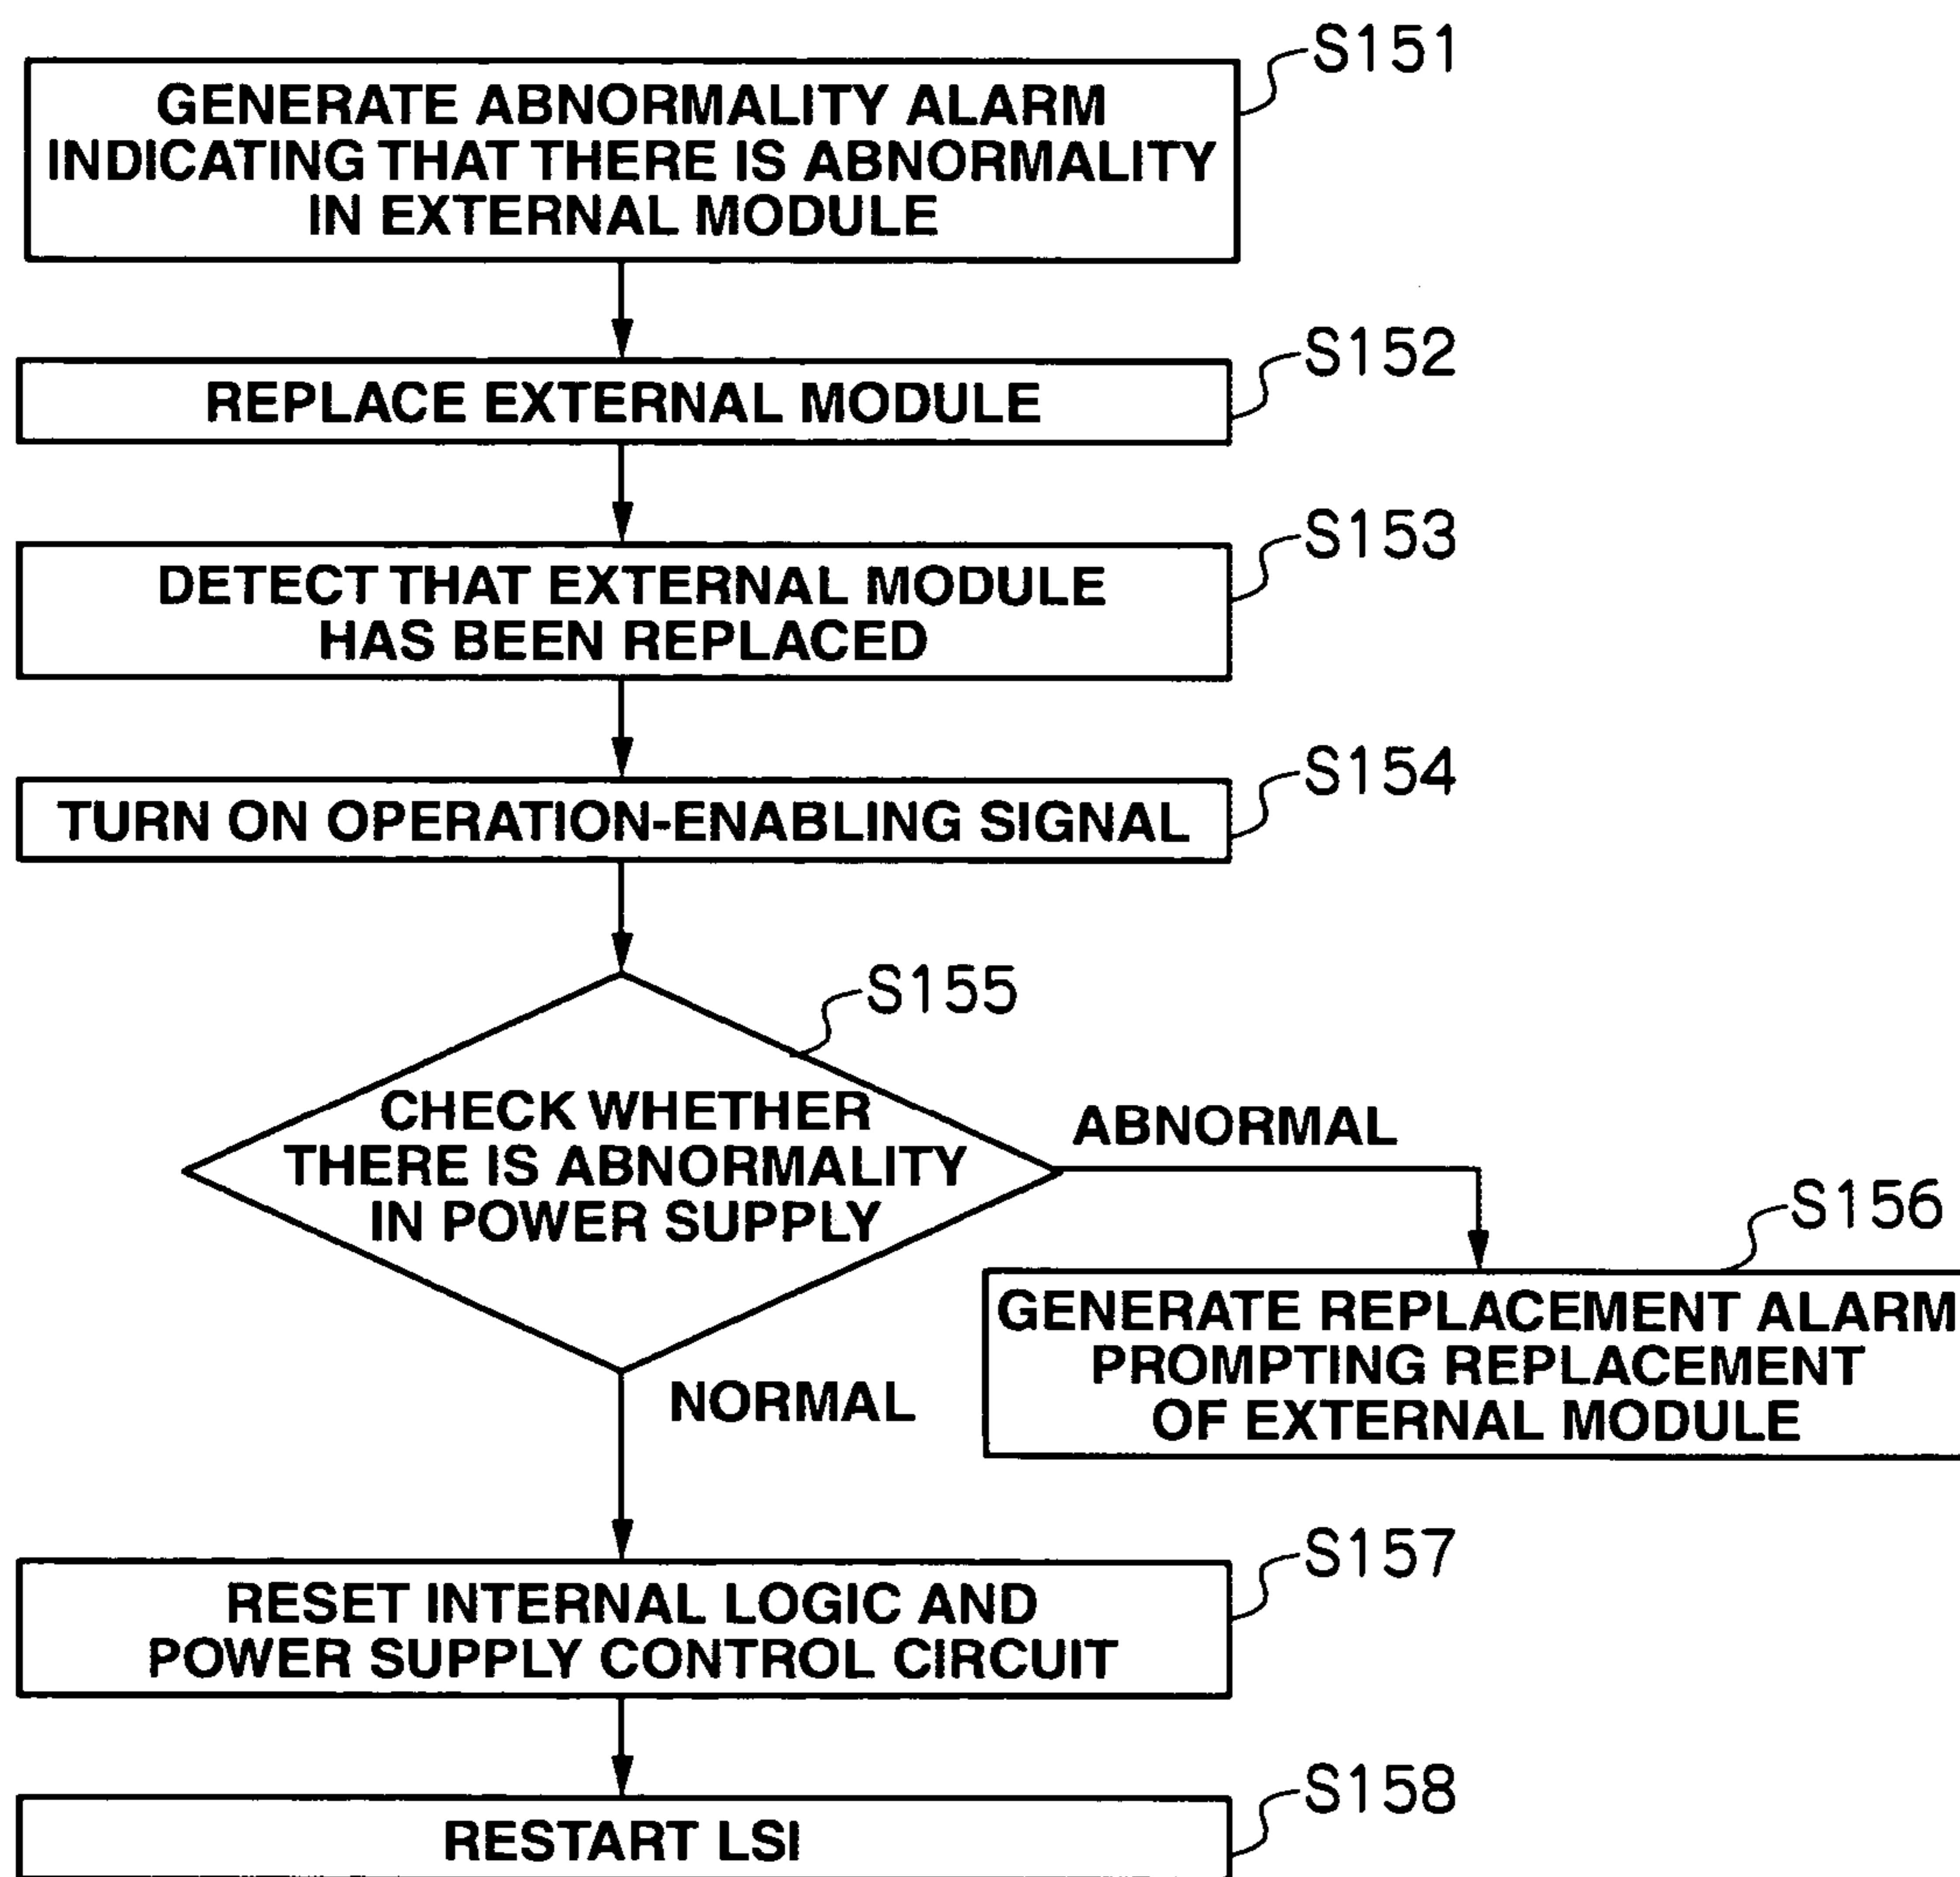 S151
GENERATE ABNORMALITY ALARM
INDICATING THAT THERE IS ABNORMALITY
IN EXTERNAL MODULE
S152
REPLACE EXTERNAL MODULE
S153
DETECT THAT EXTERNAL MODULE
HAS BEEN REPLACED
S154
TURN ON OPERATION-ENABLING SIGNAL
S155
CHECK WHETHER
THERE IS ABNORMALITY
IN POWER SUPPLY
ABNORMAL
S156
GENERATE REPLACEMENT ALARM
PROMPTING REPLACEMENT
OF EXTERNAL MODULE
NORMAL
S157
RESET INTERNAL LOGIC AND
POWER SUPPLY CONTROL CIRCUIT
S158
RESTART LSI